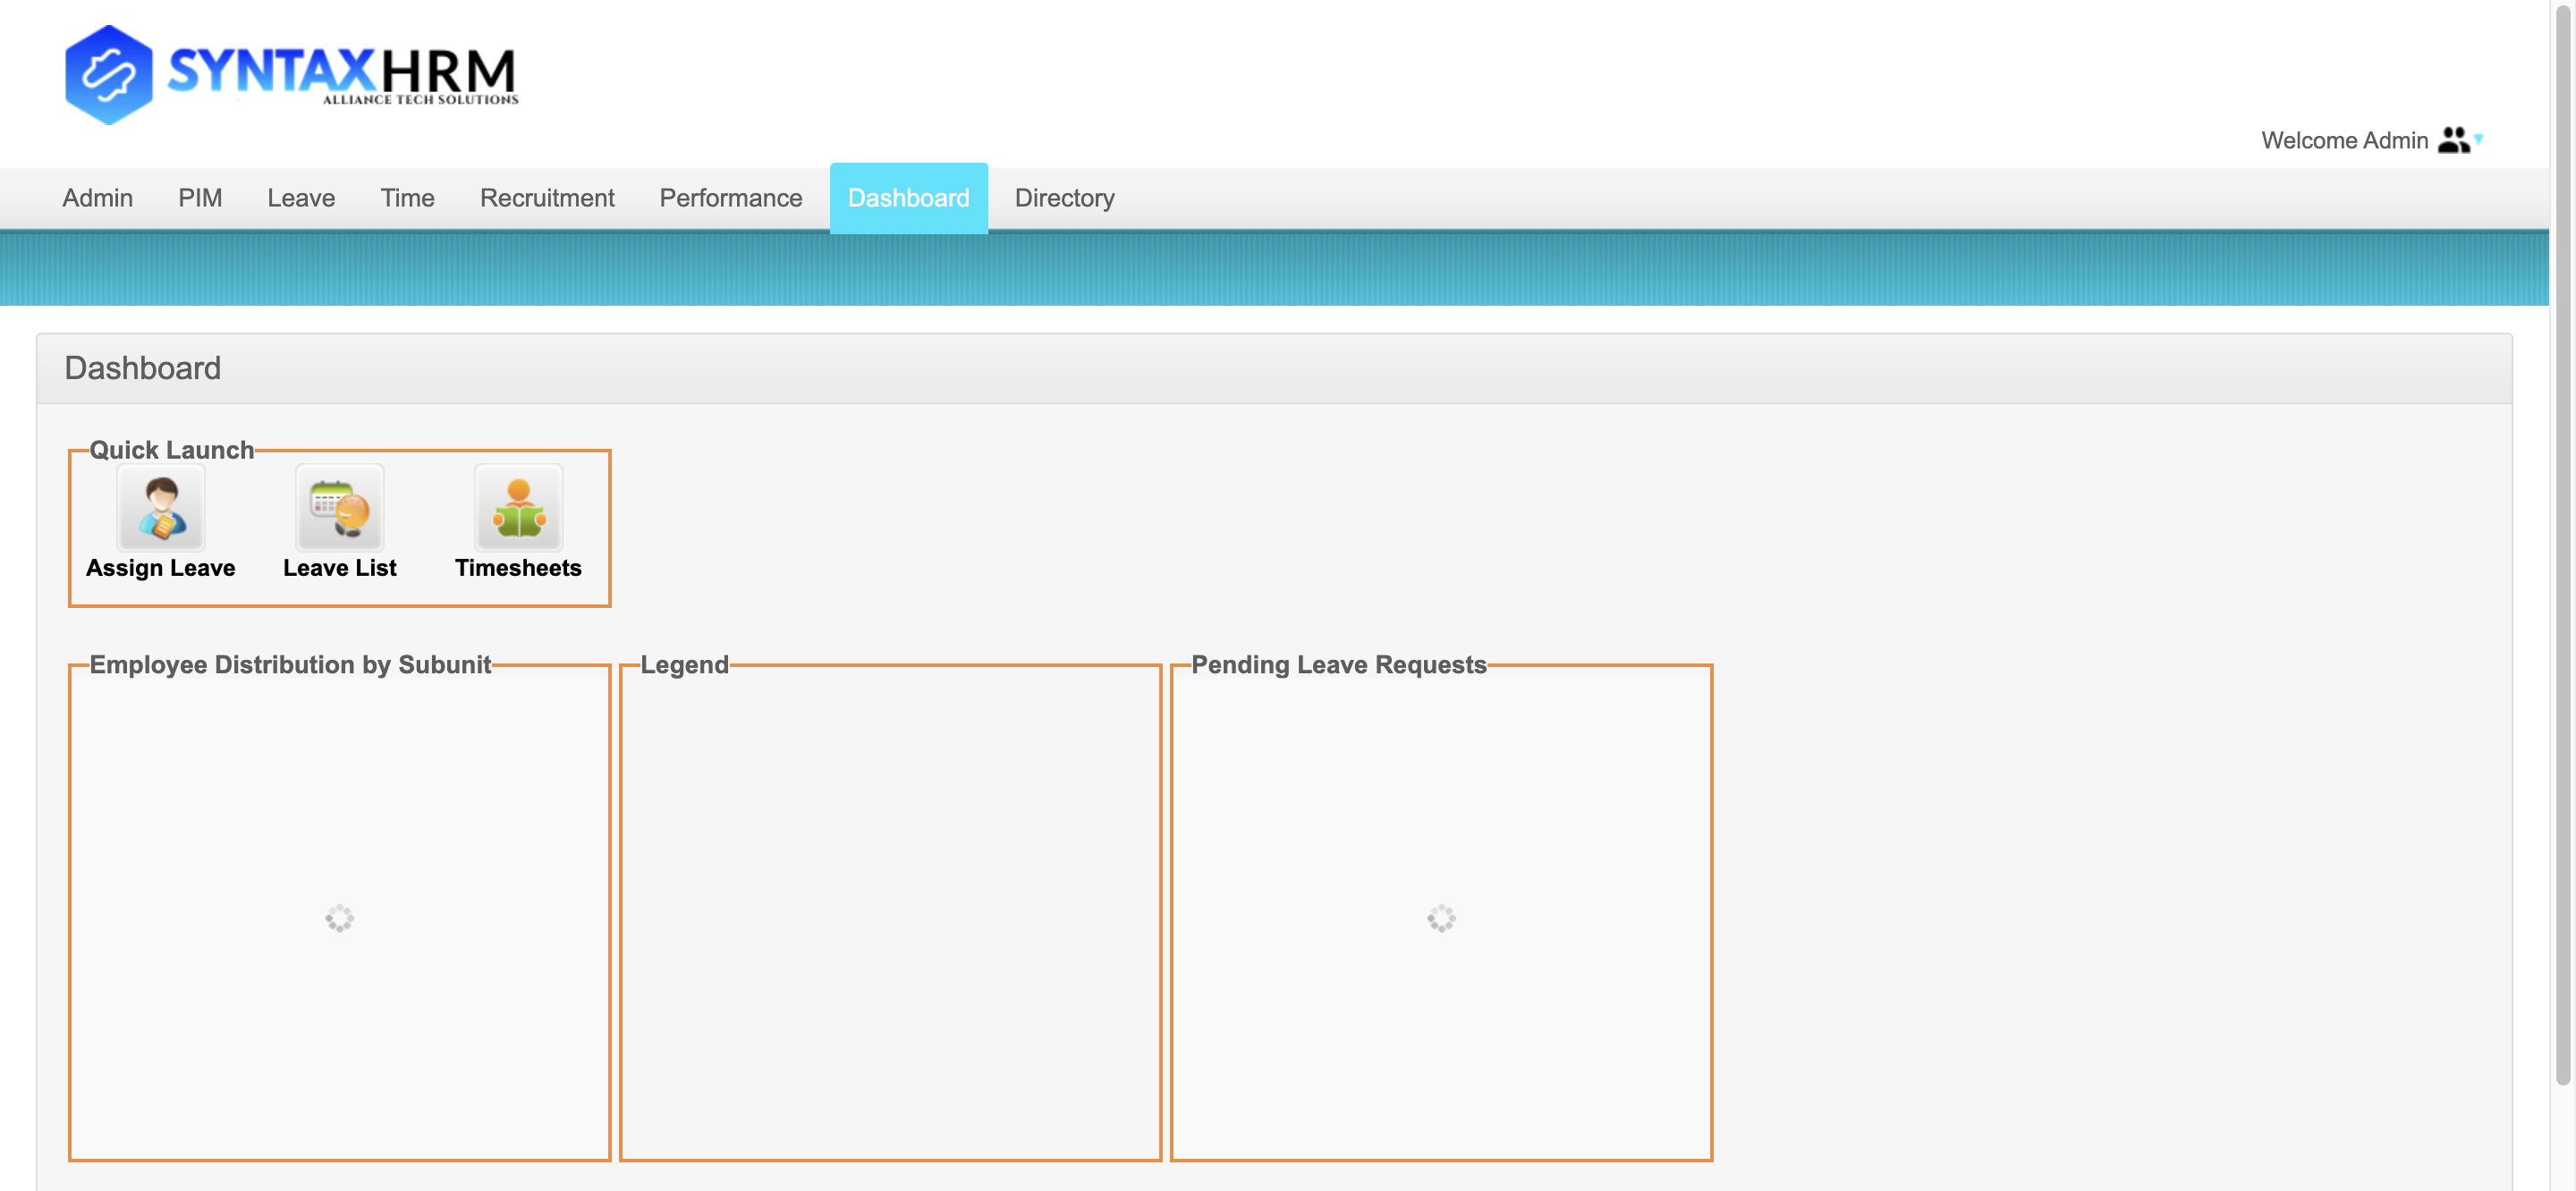 SYNTAXHRM
ALLIANCE TECH SOLUTIONS
Welcome Admin
Admin PIM Leave Time Recruitment Performance Dashboard Directory
Dashboard
Quick Launch
Assign Leave Leave List Timesheets
Employee Distribution by Subunit Legend Pending Leave Requests